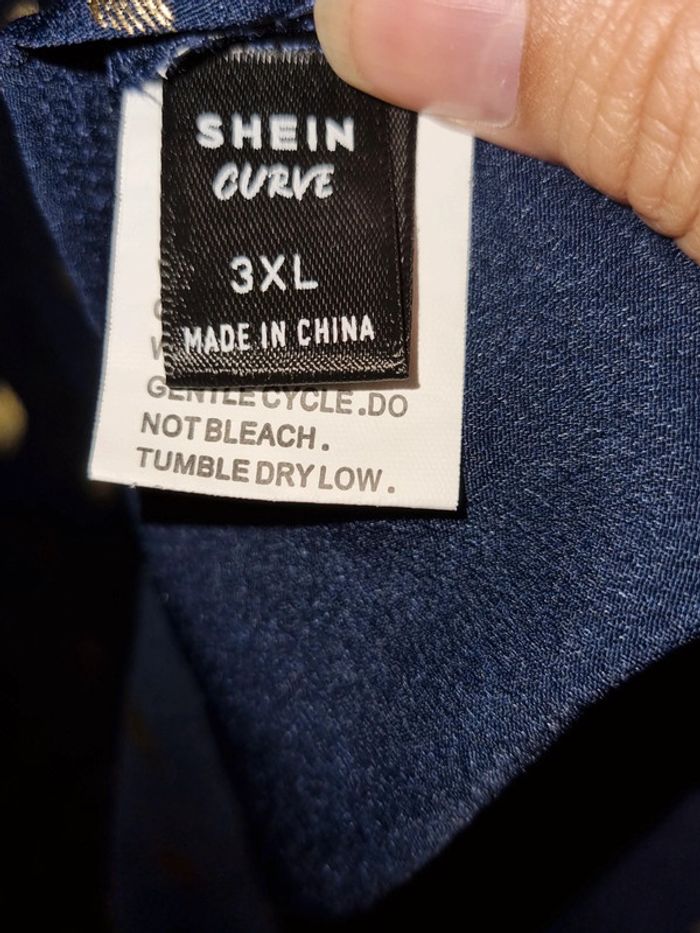 SHEIN
CURVE
3XL
MADE IN CHINA
GENTLE CYCLE.DO
NOT BLEACH.
TUMBLE DRY LOW.